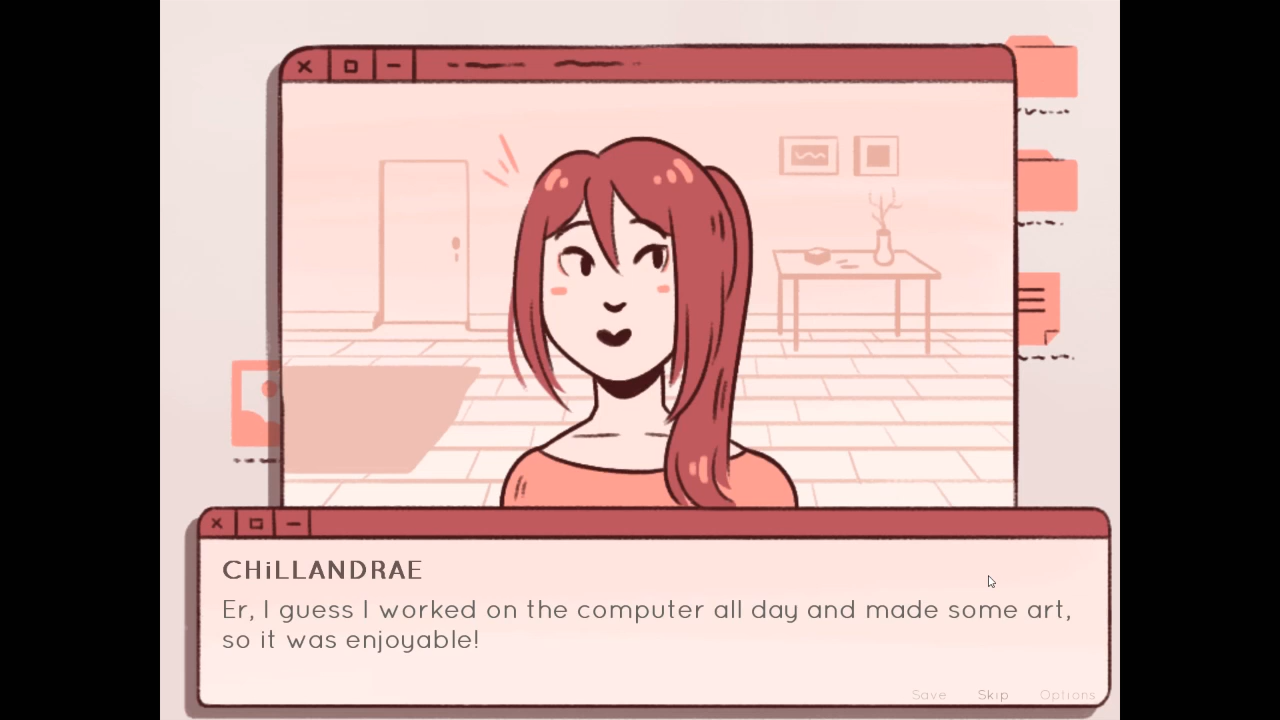 CHiLLANDRAE
Er, I guess I worked on the computer all day and made some art,
so it was enjoyable!
Save Skip Options